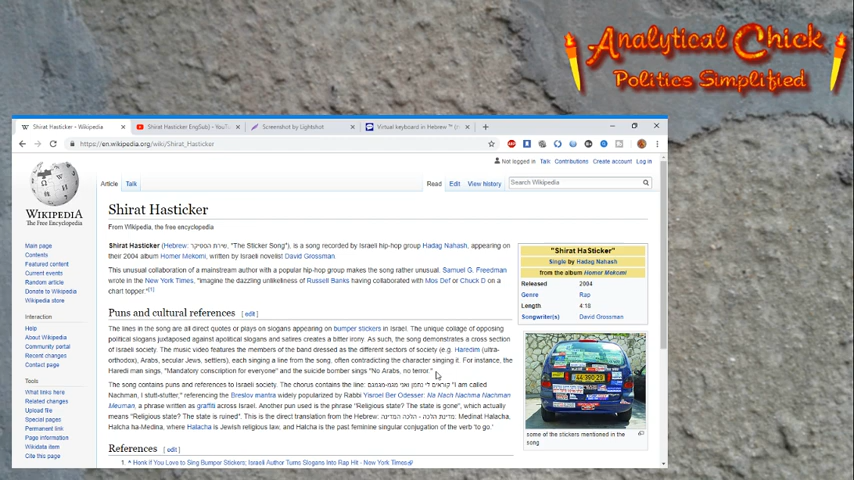 Analytical Chick
Politics Simplified
Shirat Hasticker - Wikipedia
Shirat Hasticker EngSub) - YouT
Screenshot by Lightshot
Virtual keyboard in Hebrew ™ (n
https://en.wikipedia.org/wiki/Shirat_Hasticker
Not logged in Talk Contributions Create account Log in
Article Talk Read Edit View History Search Wikipedia
WIKIPEDIA
The Free Encyclopedia
Main page
Contents
Featured content
Current events
Random article
Donate to Wikipedia
Wikipedia store
Interaction
Help
About Wikipedia
Community portal
Recent changes
Contact page
Tools
What links here
Related changes
Upload file
Special pages
Permanent link
Page information
Wikidata item
Cite this page
Shirat Hasticker
From Wikipedia, the free encyclopedia
Shirat Hasticker (Hebrew: שירת הסטיקר, "The Sticker Song"), is a song recorded by Israeli hip-hop group Hadag Nahash, appearing on
their 2004 album Homer Mekomi, written by Israeli novelist David Grossman.
This unusual collaboration of a mainstream author with a popular hip-hop group makes the song rather unusual. Samuel G. Freedman
wrote in the New York Times, "Imagine the dazzling unlikeliness of Russell Banks having collaborated with Mos Def or Chuck D on a
chart topper."[1]
Puns and cultural references [ edit ]
The lines in the song are all direct quotes or plays on slogans appearing on bumper stickers in Israel. The unique collage of opposing
political slogans juxtaposed against apolitical slogans and satires creates a bitter irony. As such, the song demonstrates a cross section
of Israeli society. The music video features the members of the band dressed as the different sectors of society (e.g. Haredim (ultra-
orthodox), Arabs, secular Jews, settlers), each singing a line from the song, often contradicting the character singing it. For instance, the
Haredi man sings, "Mandatory conscription for everyone" and the suicide bomber sings "No Arabs, no terror."
The song contains puns and references to Israeli society. The chorus contains the line: קוראים לי נחמן ואני מגמגם "I am called
Nachman, I stutt-stutter," referencing the Breslov mantra widely popularized by Rabbi Yisroel Ber Odesser: Na Nach Nachma Nachman
Meuman, a phrase written as graffiti across Israel. Another pun used is the phrase "Religious state? The state is gone", which actually
means "Religious state? The state is ruined". This is the direct translation from the Hebrew: מדינת הלכה - הלכה המדינה, Medinat Halacha,
Halcha ha-Medina, where Halacha is Jewish religious law, and Halcha is the past feminine singular conjugation of the verb 'to go.'
References [ edit ]
1. ^ Honk if You Love to Sing Bumper Stickers; Israeli Author Turns Slogans Into Rap Hit - New York Times
"Shirat HaSticker"
Single by Hadag Nahash
from the album Homer Mekomi
Released 2004
Genre Rap
Length 4:18
Songwriter(s) David Grossman
some of the stickers mentioned in the
song